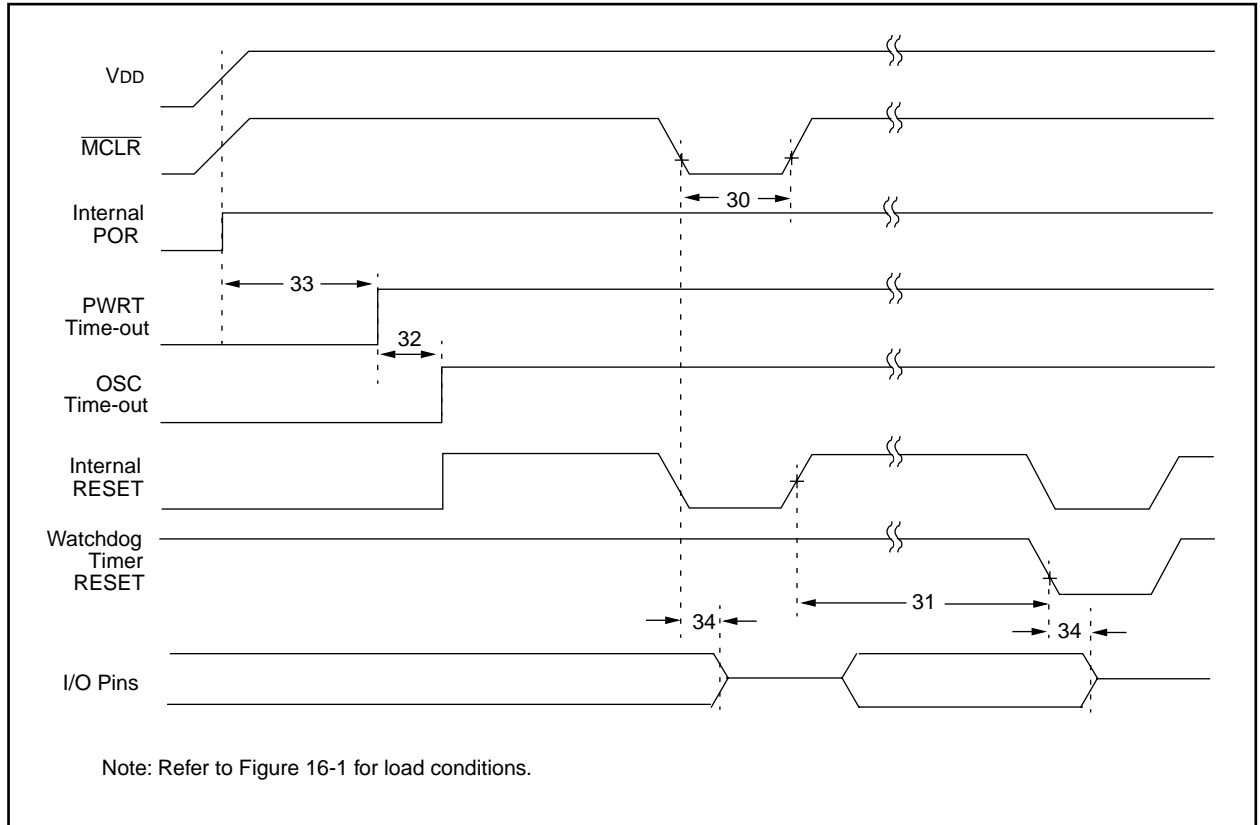 VDD
MCLR
30
Internal
POR
33
PWRT
Time-out
32
OSC
Time-out
Internal
RESET
Watchdog
Timer
RESET
31
34
34
I/O Pins
Note: Refer to Figure 16-1 for load conditions.